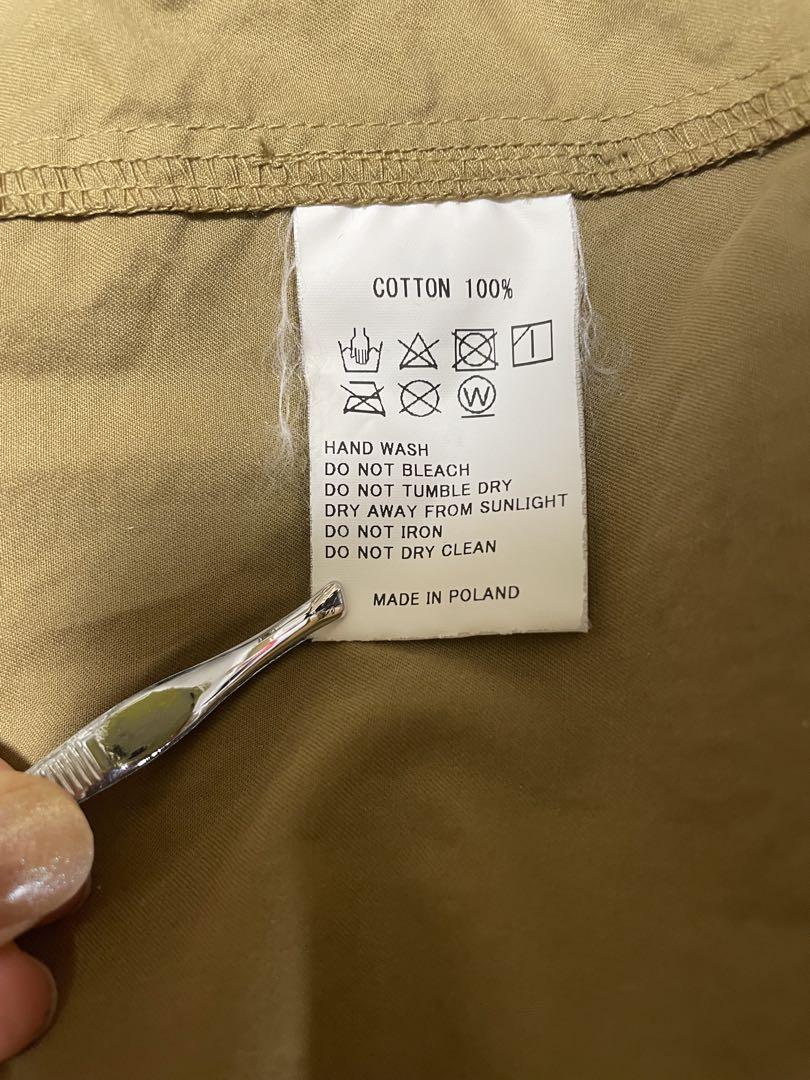 COTTON 100%
W
HAND WASH
DO NOT BLEACH
DO NOT TUMBLE DRY
DRY AWAY FROM SUNLIGHT
DO NOT IRON
DO NOT DRY CLEAN
MADE IN POLAND